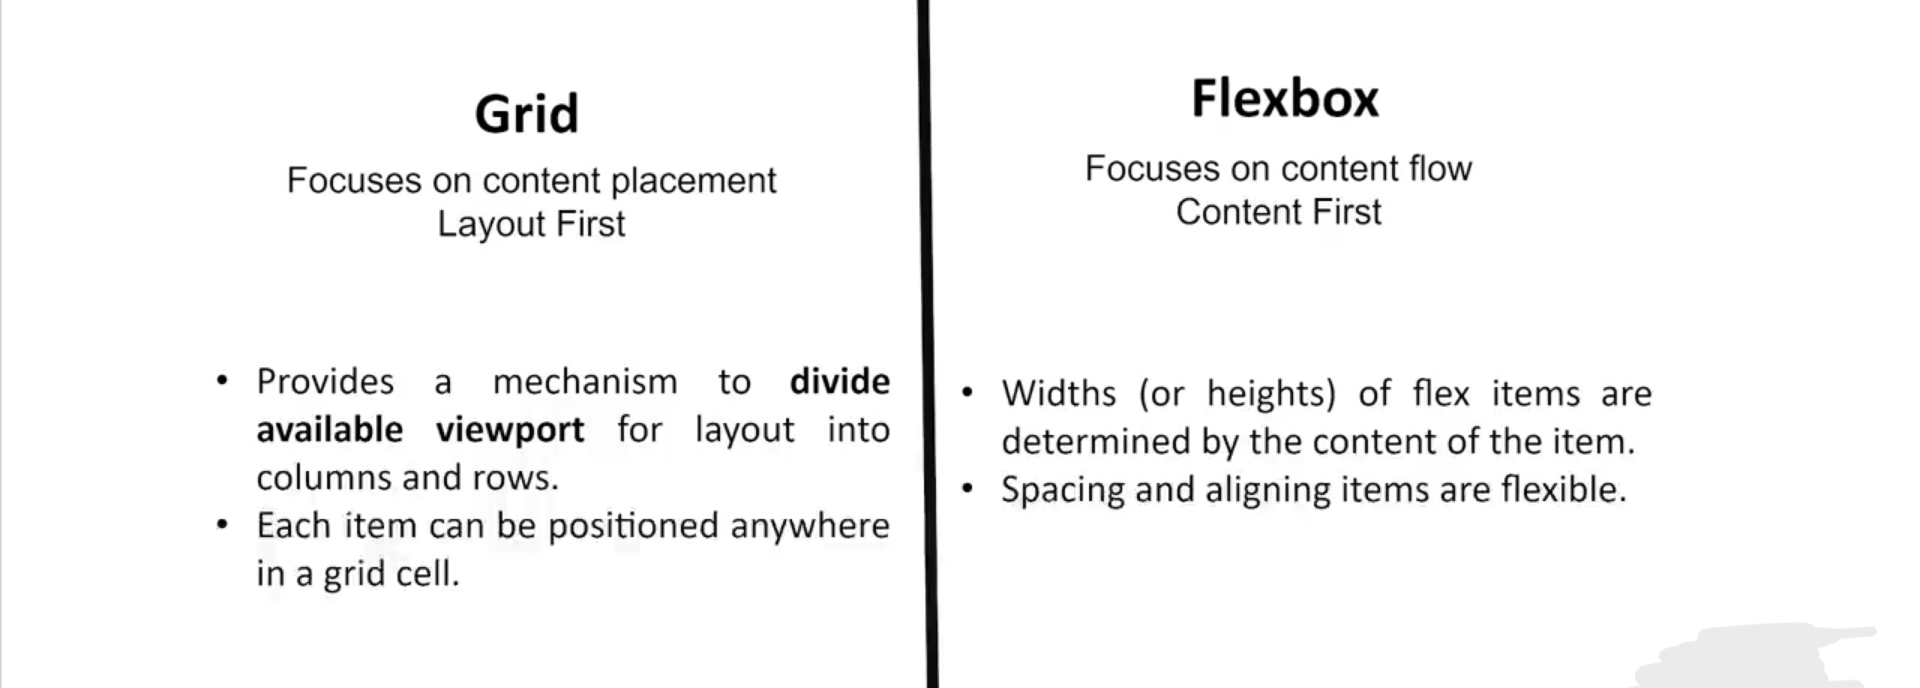 Grid
Focuses on content placement
Layout First
• Provides a mechanism to divide
available viewport for layout into
columns and rows.
• Each item can be positioned anywhere
in a grid cell.
Flexbox
Focuses on content flow
Content First
• Widths (or heights) of flex items are
determined by the content of the item.
• Spacing and aligning items are flexible.